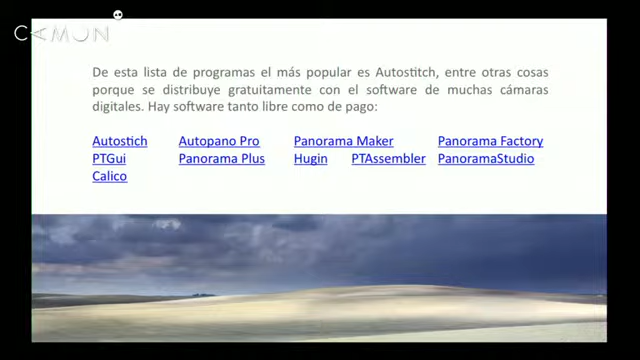 CAMON
De esta lista de programas el más popular es Autostitch, entre otras cosas
porque se distribuye gratuitamente con el software de muchas cámaras
digitales. Hay software tanto libre como de pago:
Autostich Autopano Pro Panorama Maker Panorama Factory
PTGui Panorama Plus Hugin PTAssembler PanoramaStudio
Calico